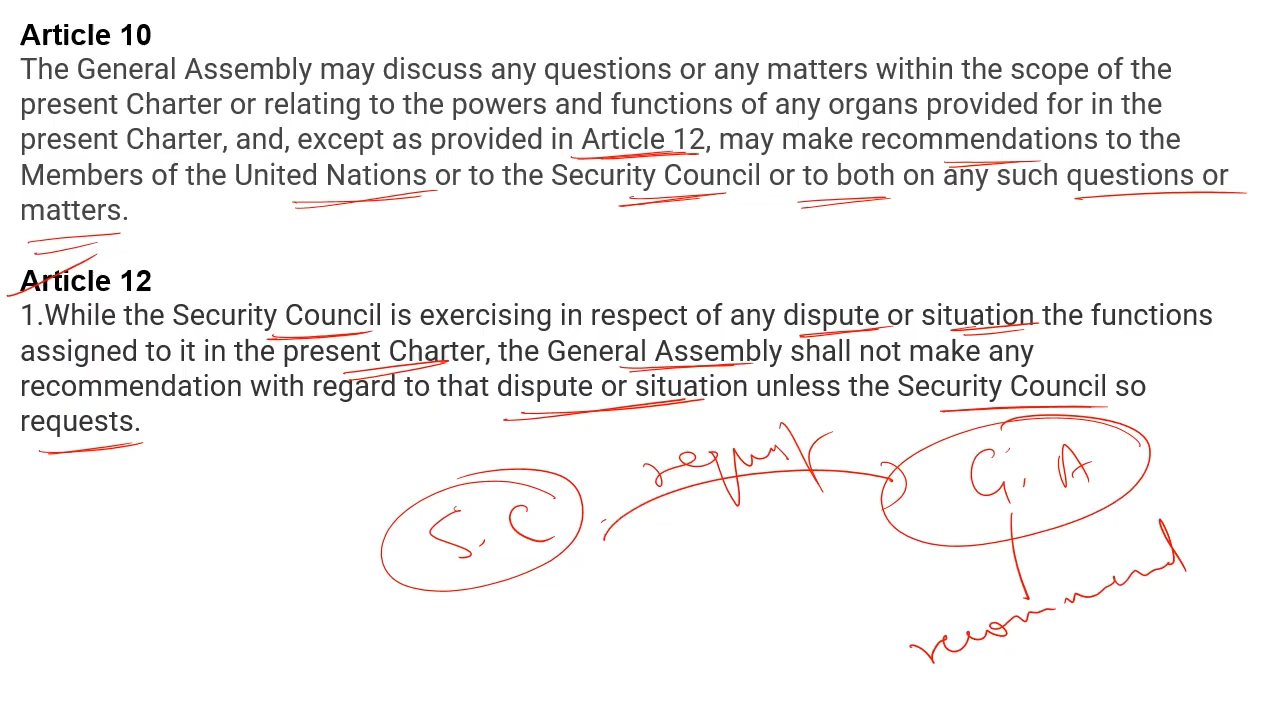 Article 10
The General Assembly may discuss any questions or any matters within the scope of the
present Charter or relating to the powers and functions of any organs provided for in the
present Charter, and, except as provided in Article 12, may make recommendations to the
Members of the United Nations or to the Security Council or to both on any such questions or
matters.
Article 12
1.While the Security Council is exercising in respect of any dispute or situation the functions
assigned to it in the present Charter, the General Assembly shall not make any
recommendation with regard to that dispute or situation unless the Security Council so
requests.
request
G. A
S. C
recommend